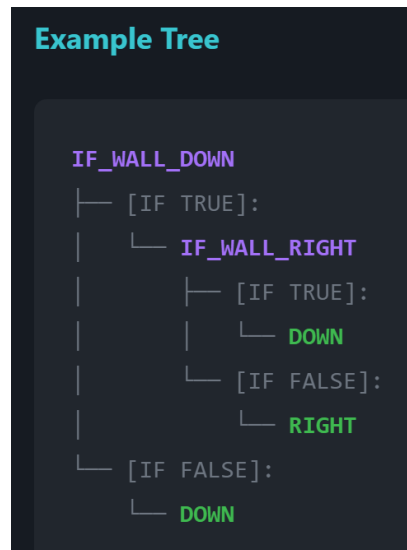 Example Tree
IF_WALL_DOWN
├── [IF TRUE]:
│   └── IF_WALL_RIGHT
│       ├── [IF TRUE]:
│       │   └── DOWN
│       └── [IF FALSE]:
│           └── RIGHT
└── [IF FALSE]:
    └── DOWN